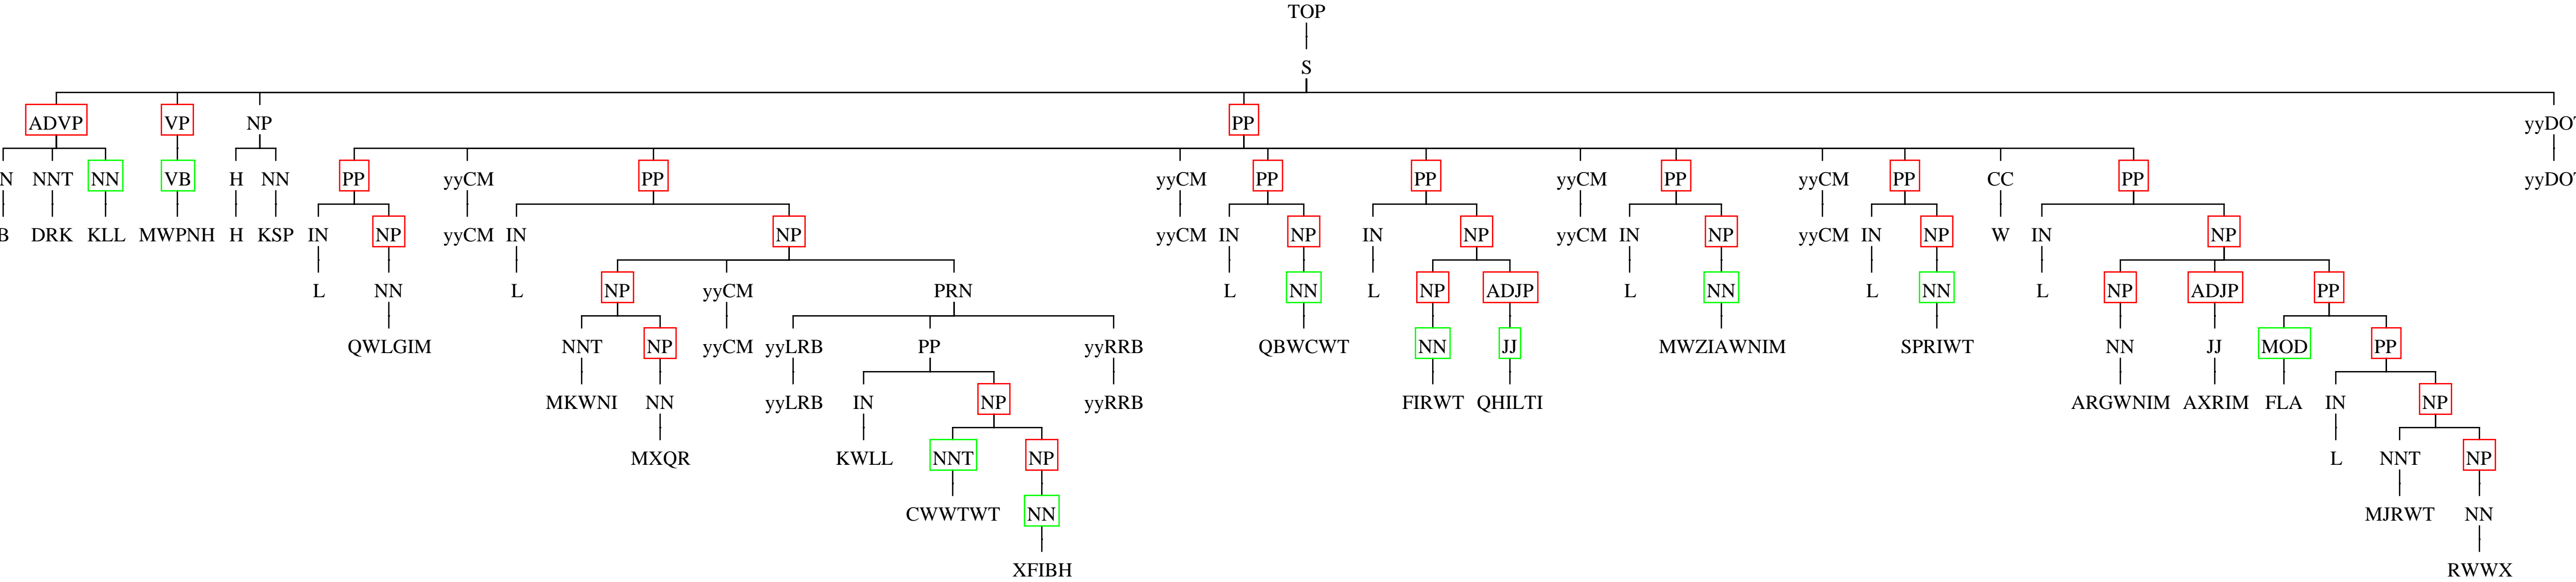 TOP
S
ADVP VP NP PP yyDOT
N NNT NN VB H NN PP yyCM PP yyCM PP PP yyCM PP yyCM PP CC PP yyDOT
B DRK KLL MWPNH H KSP IN NP yyCM IN NP yyCM IN NP IN NP yyCM IN NP yyCM IN NP W IN NP
L NN L NP yyCM PRN L NN L NP ADJP L NN L NN L NP ADJP PP
QWLGIM NNT NP yyCM yyLRB PP yyRRB QBWCWT NN JJ MWZIAWNIM SPRIWT NN JJ MOD PP
MKWNI NN yyLRB IN NP yyRRB FIRWT QHILTI ARGWNIM AXRIM FLA IN NP
MXQR KWLL NNT NP L NNT NP
CWWTWT NN MJRWT NN
XFIBH RWWX